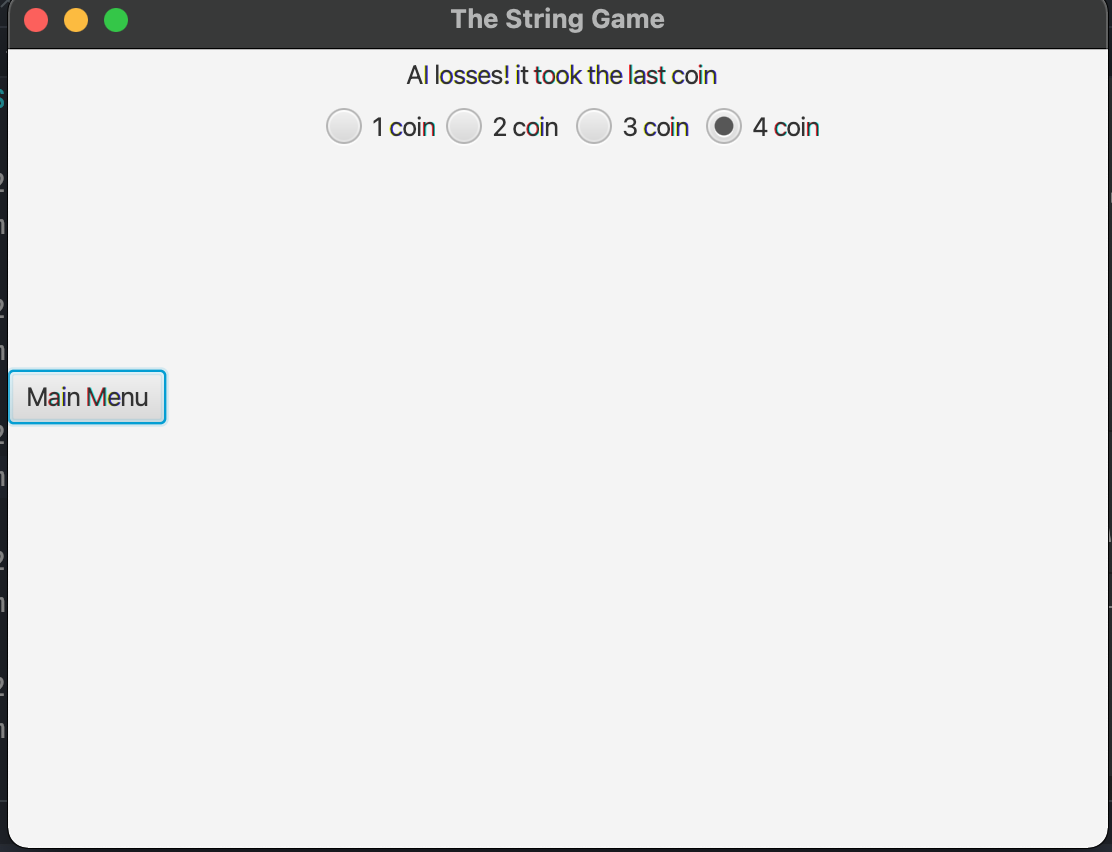 The String Game
AI losses! it took the last coin
1 coin 2 coin 3 coin 4 coin
Main Menu